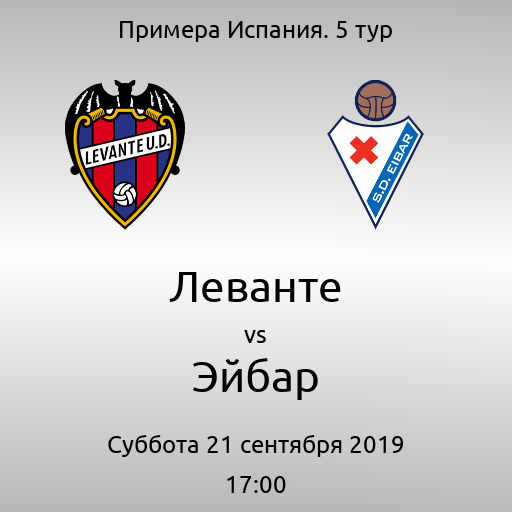 Примера Испания. 5 тур
LEVANTE U.D.
S.D. EIBAR
Леванте
vs
Эйбар
Суббота 21 сентября 2019
17:00